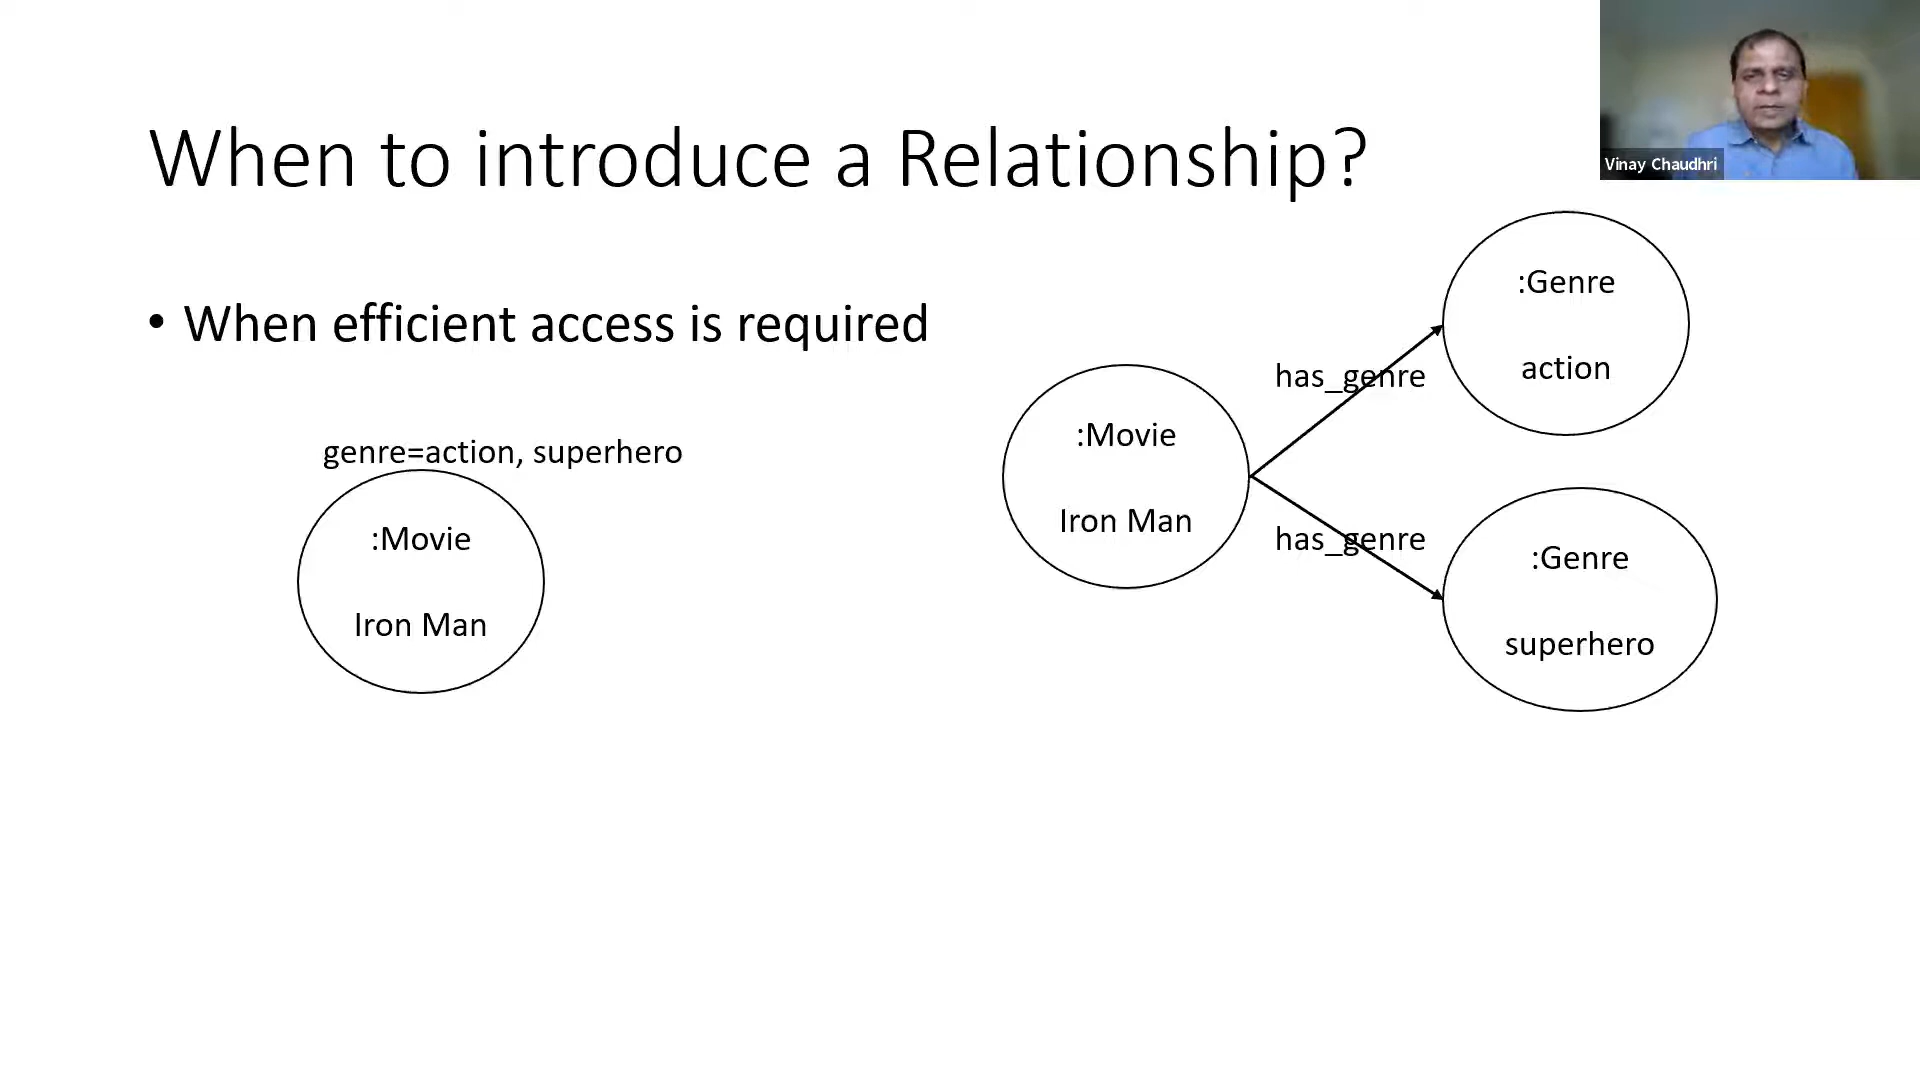 When to introduce a Relationship?
Vinay Chaudhri
• When efficient access is required
genre=action, superhero
:Movie
Iron Man
:Movie
Iron Man
has_genre
has_genre
:Genre
action
:Genre
superhero